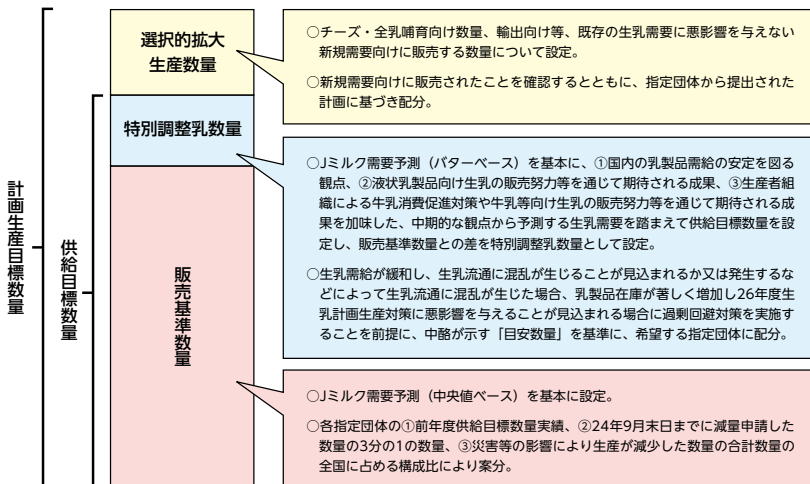 選択的拡大
生産数量
○チーズ・全乳哺育向け数量、輸出向け等、既存の生乳需要に悪影響を与えない
新規需要向けに販売する数量について設定。
○新規需要向けに販売されたことを確認するとともに、指定団体から提出された
計画に基づき配分。
特別調整乳数量
○Jミルク需要予測（バターベース）を基本に、①国内の乳製品需給の安定を図る
観点、②液状乳製品向け生乳の販売努力等を通じて期待される成果、③生産者組
織による牛乳消費促進対策や牛乳等向け生乳の販売努力等を通じて期待される成
果を加味した、中期的な観点から予測する生乳需要を踏まえて供給目標数量を設
定し、販売基準数量との差を特別調整乳数量として設定。
○生乳需給が緩和し、生乳流通に混乱が生じることが見込まれるか又は発生するな
どによって生乳流通に混乱が生じた場合、乳製品在庫が著しく増加し26年度生
乳計画生産対策に悪影響を与えることが見込まれる場合に過剰回避対策を実施す
ることを前提に、中酪が示す「目安数量」を基準に、希望する指定団体に配分。
計画生産目標数量
供給目標数量
販売基準数量
○Jミルク需要予測（中央値ベース）を基本に設定。
○各指定団体の①前年度供給目標数量実績、②24年9月末日までに減量申請した
数量の3分の1の数量、③災害等の影響により生産が減少した数量の合計数量の
全国に占める構成比により案分。